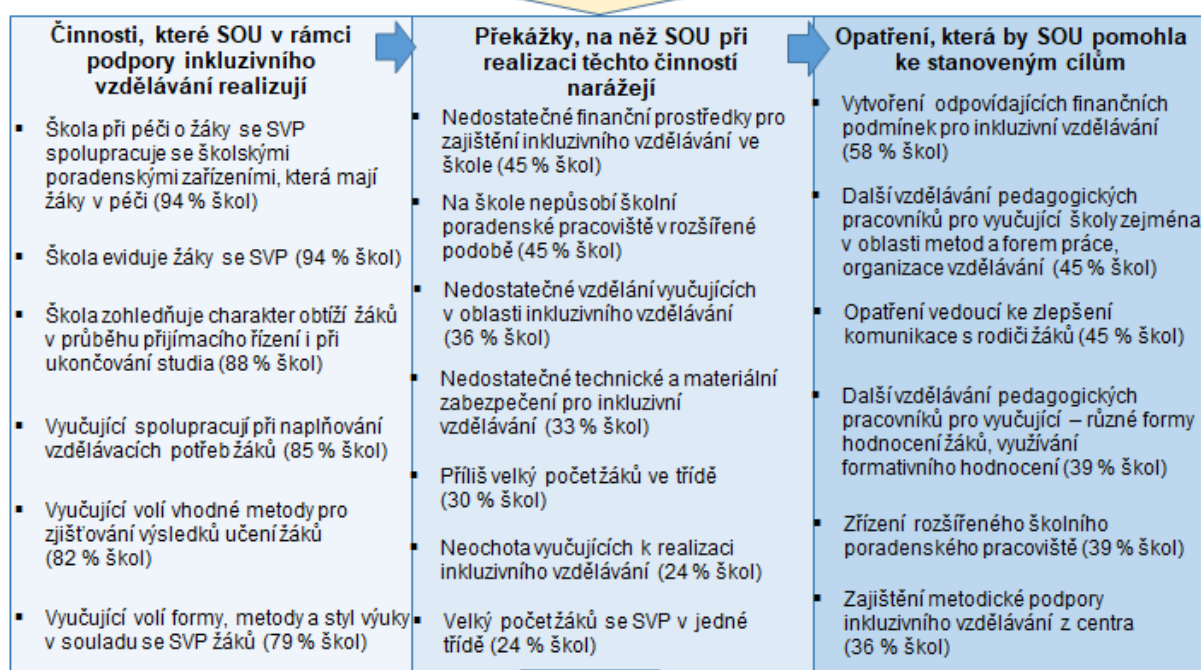 Činnosti, které SOU v rámci
podpory inkluzivního
vzdělávání realizují
▪ Škola při péči o žáky se SVP
spolupracuje se školskými
poradenskými zařízeními, která mají
žáky v péči (94 % škol)
▪ Škola eviduje žáky se SVP (94 % škol)
▪ Škola zohledňuje charakter obtíží žáků
v průběhu přijímacího řízení i při
ukončování studia (88 % škol)
▪ Vyučující spolupracují při naplňování
vzdělávacích potřeb žáků (85 % škol)
▪ Vyučující volí vhodné metody pro
zjišťování výsledků učení žáků
(82 % škol)
▪ Vyučující volí formy, metody a styl výuky
v souladu se SVP žáků (79 % škol)
Překážky, na něž SOU při
realizaci těchto činností
narážejí
▪ Nedostatečné finanční prostředky pro
zajištění inkluzivního vzdělávání ve
škole (45 % škol)
▪ Na škole nepůsobí školní
poradenské pracoviště v rozšířené
podobě (45 % škol)
▪ Nedostatečné vzdělání vyučujících
v oblasti inkluzivního vzdělávání
(36 % škol)
▪ Nedostatečné technické a materiální
zabezpečení pro inkluzivní
vzdělávání (33 % škol)
▪ Příliš velký počet žáků ve třídě
(30 % škol)
▪ Neochota vyučujících k realizaci
inkluzivního vzdělávání (24 % škol)
▪ Velký počet žáků se SVP v jedné
třídě (24 % škol)
Opatření, která by SOU pomohla
ke stanoveným cílům
▪ Vytvoření odpovídajících finančních
podmínek pro inkluzivní vzdělávání
(58 % škol)
▪ Další vzdělávání pedagogických
pracovníků pro vyučující školy zejména
v oblasti metod a forem práce,
organizace vzdělávání (45 % škol)
▪ Opatření vedoucí ke zlepšení
komunikace s rodiči žáků (45 % škol)
▪ Další vzdělávání pedagogických
pracovníků pro vyučující – různé formy
hodnocení žáků, využívání
formativního hodnocení (39 % škol)
▪ Zřízení rozšířeného školního
poradenského pracoviště (39 % škol)
▪ Zajištění metodické podpory
inkluzivního vzdělávání z centra
(36 % škol)